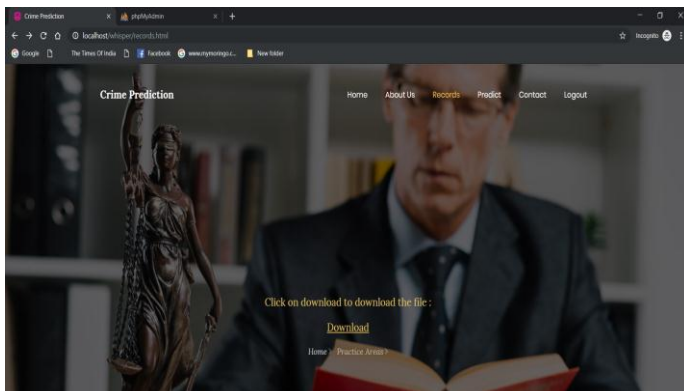 Crime Prediction
phpMyAdmin
localhost/whisper/records.html
Incognito
Google
The Times Of India
Facebook
New folder
Crime Prediction
Home About Us Records Predict Contact Logout
Click on download to download the file :
Download
Home > Practice Areas >